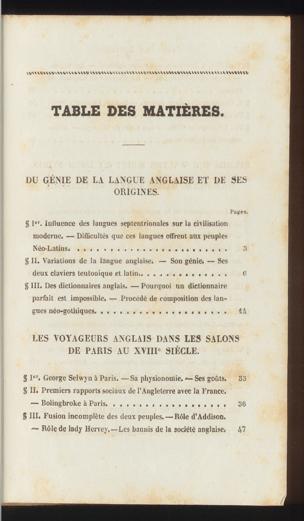 TABLE DES MATIÈRES.
DU GÉNIE DE LA LANGUE ANGLAISE ET DE SES
ORIGINES.
Pages.
§ Ier. Influence des langues septentrionales sur la civilisation
moderne. — Difficultés que ces langues offrent aux peuples
Néo-Latins. . . . . . . . . . . . . . . . . . . . . . . . . 3
§ II. Variations de la langue anglaise. — Son génie. — Ses
deux claviers teutonique et latin. . . . . . . . . . . . . . 6
§ III. Des dictionnaires anglais. — Pourquoi un dictionnaire
parfait est impossible. — Procédé de composition des lan-
gues néo-gothiques. . . . . . . . . . . . . . . . . . . . . 14
LES VOYAGEURS ANGLAIS DANS LES SALONS
DE PARIS AU XVIIIe SIÈCLE.
§ Ier. George Selwyn à Paris. — Sa physionomie. — Ses goûts. 33
§ II. Premiers rapports sociaux de l'Angleterre avec la France.
— Bolingbroke à Paris. . . . . . . . . . . . . . . . . . . 36
§ III. Fusion incomplète des deux peuples. — Rôle d'Addison.
— Rôle de lady Hervey. — Les bannis de la société anglaise. 47